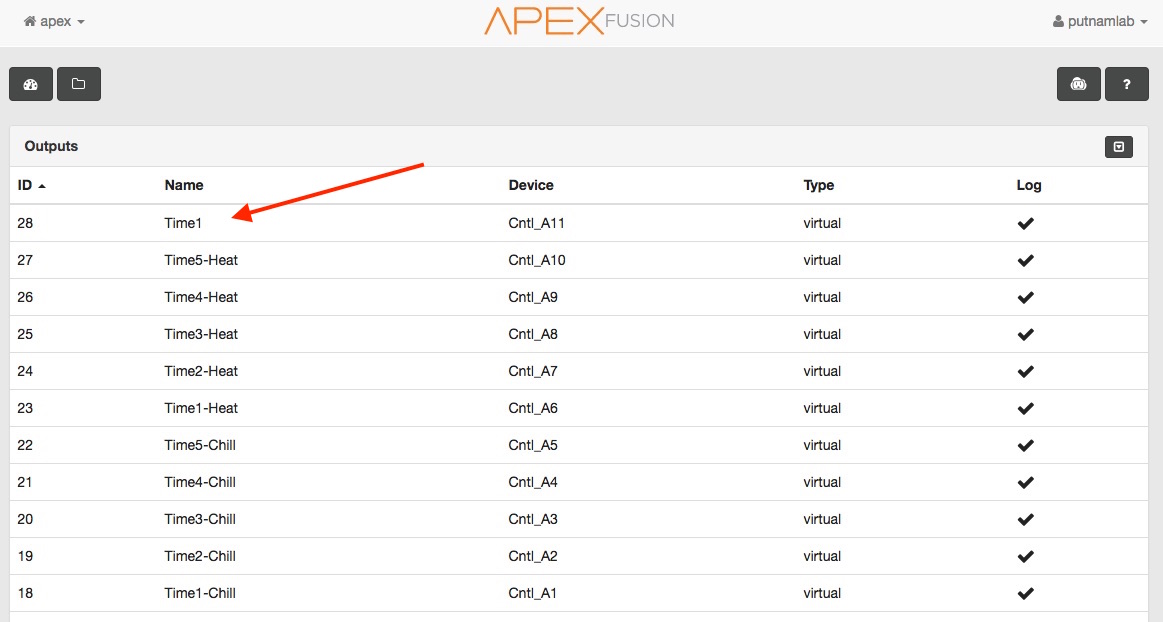 apex APEX FUSION putnamlab
?
Outputs
ID Name Device Type Log
28 Time1 Cntl_A11 virtual
27 Time5-Heat Cntl_A10 virtual
26 Time4-Heat Cntl_A9 virtual
25 Time3-Heat Cntl_A8 virtual
24 Time2-Heat Cntl_A7 virtual
23 Time1-Heat Cntl_A6 virtual
22 Time5-Chill Cntl_A5 virtual
21 Time4-Chill Cntl_A4 virtual
20 Time3-Chill Cntl_A3 virtual
19 Time2-Chill Cntl_A2 virtual
18 Time1-Chill Cntl_A1 virtual